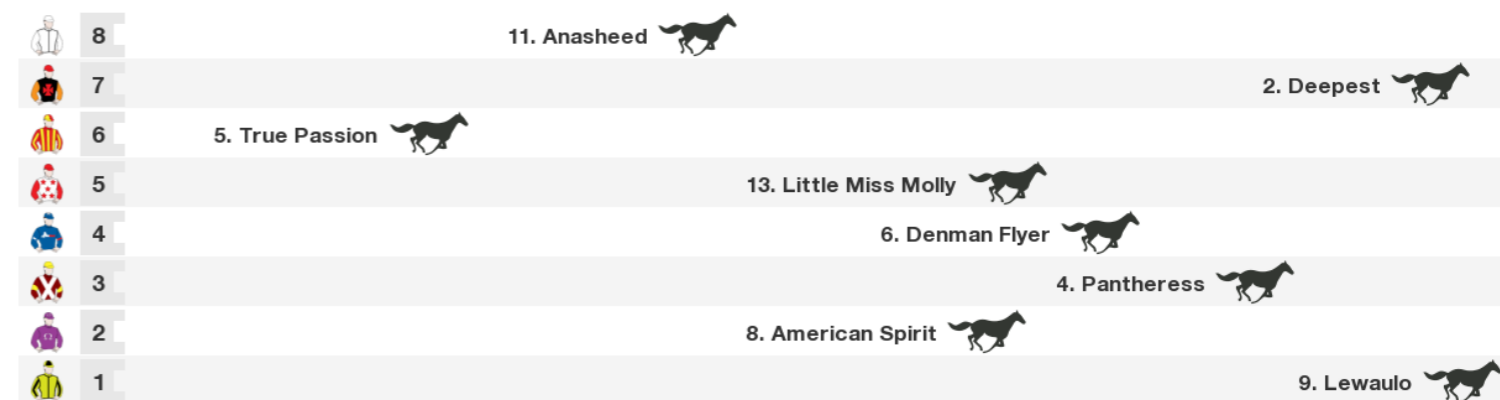 8 11. Anasheed
7 2. Deepest
6 5. True Passion
5 13. Little Miss Molly
4 6. Denman Flyer
3 4. Pantheress
2 8. American Spirit
1 9. Lewaulo